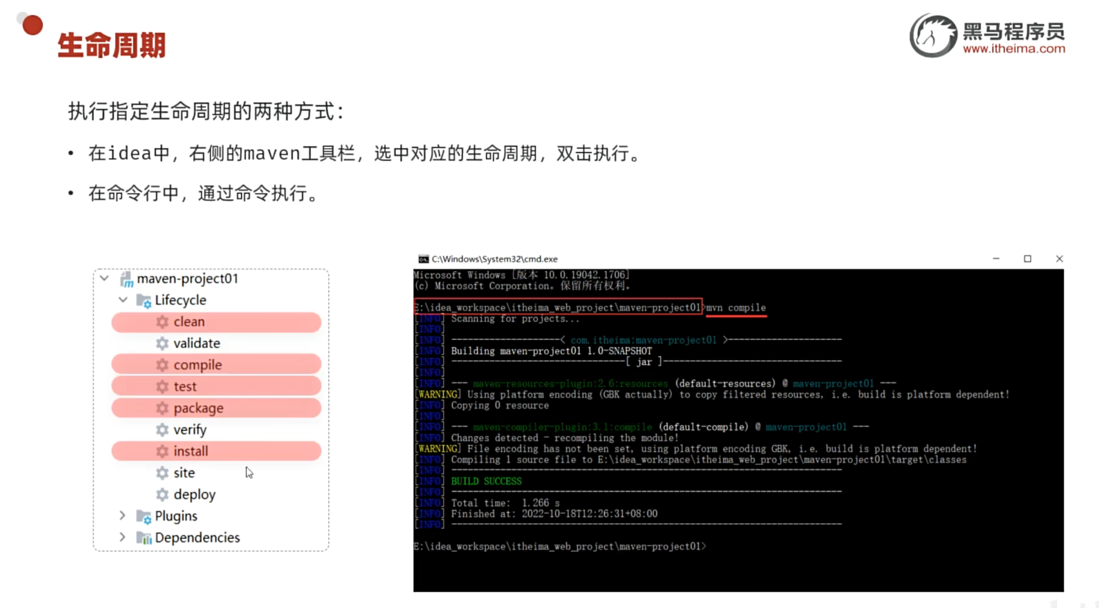 生命周期
黑马程序员
www.itheima.com
执行指定生命周期的两种方式：
• 在idea中，右侧的maven工具栏，选中对应的生命周期，双击执行。
• 在命令行中，通过命令执行。
maven-project01
Lifecycle
clean
validate
compile
test
package
verify
install
site
deploy
Plugins
Dependencies
C:\Windows\System32\cmd.exe
Microsoft Windows [版本 10.0.19042.1706]
(c) Microsoft Corporation。保留所有权利。
E:\idea_workspace\itheima_web_project\maven-project01>mvn compile
[INFO] Scanning for projects...
[INFO]
[INFO] --------------------< com.itheima:maven-project01 >---------------------
[INFO] Building maven-project01 1.0-SNAPSHOT
[INFO] --------------------------------[ jar ]---------------------------------
[INFO]
[INFO] --- maven-resources-plugin:2.6:resources (default-resources) @ maven-project01 ---
[WARNING] Using platform encoding (GBK actually) to copy filtered resources, i.e. build is platform dependent!
[INFO] Copying 0 resource
[INFO]
[INFO] --- maven-compiler-plugin:3.1:compile (default-compile) @ maven-project01 ---
[INFO] Changes detected - recompiling the module!
[WARNING] File encoding has not been set, using platform encoding GBK, i.e. build is platform dependent!
[INFO] Compiling 1 source file to E:\idea_workspace\itheima_web_project\maven-project01\target\classes
[INFO] ------------------------------------------------------------------------
[INFO] BUILD SUCCESS
[INFO] ------------------------------------------------------------------------
[INFO] Total time:  1.266 s
[INFO] Finished at: 2022-10-18T12:26:31+08:00
[INFO] ------------------------------------------------------------------------
E:\idea_workspace\itheima_web_project\maven-project01>